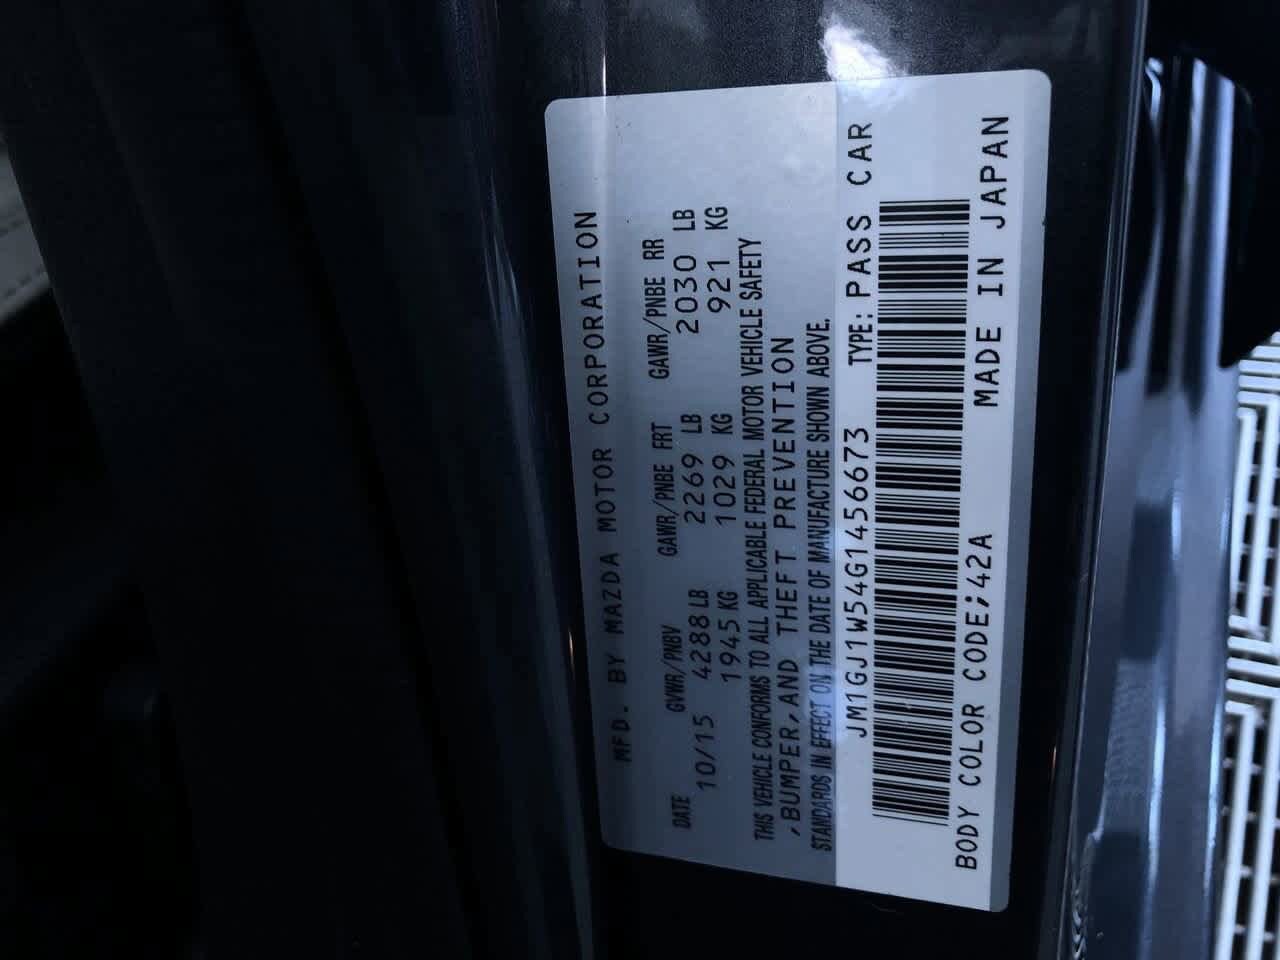 MFD. BY MAZDA MOTOR CORPORATION
DATE GVWR/PNBV GAWR/PNBE FRT GAWR/PNBE RR
10/15 4288 LB 2269 LB 2030 LB
1945 KG 1029 KG 921 KG
THIS VEHICLE CONFORMS TO ALL APPLICABLE FEDERAL MOTOR VEHICLE SAFETY
,BUMPER,AND THEFT PREVENTION
STANDARDS IN EFFECT ON THE DATE OF MANUFACTURE SHOWN ABOVE.
JM1GJ1W54G1456673 TYPE: PASS CAR
BODY COLOR CODE;42A MADE IN JAPAN